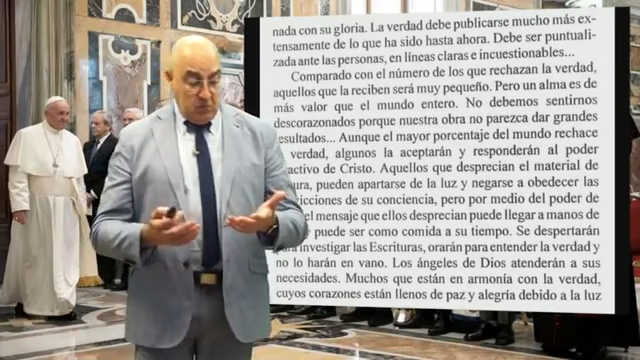 nada con su gloria. La verdad debe publicarse mucho más ex-
tensamente de lo que ha sido hasta ahora. Debe ser puntuali-
zada ante las personas, en líneas claras e incuestionables...
Comparado con el número de los que rechazan la verdad,
aquellos que la reciben será muy pequeño. Pero un alma es de
más valor que el mundo entero. No debemos sentirnos
descorazonados porque nuestra obra no parezca dar grandes
resultados... Aunque el mayor porcentaje del mundo rechace
verdad, algunos la aceptarán y responderán al poder
activo de Cristo. Aquellos que desprecian el material de
ura, pueden apartarse de la luz y negarse a obedecer las
icciones de su conciencia, pero por medio del poder de
el mensaje que ellos desprecian puede llegar a manos de
y puede ser como comida a su tiempo. Se despertarán
para investigar las Escrituras, orarán para entender la verdad y
no lo harán en vano. Los ángeles de Dios atenderán a sus
necesidades. Muchos que están en armonía con la verdad,
cuyos corazones están llenos de paz y alegría debido a la luz